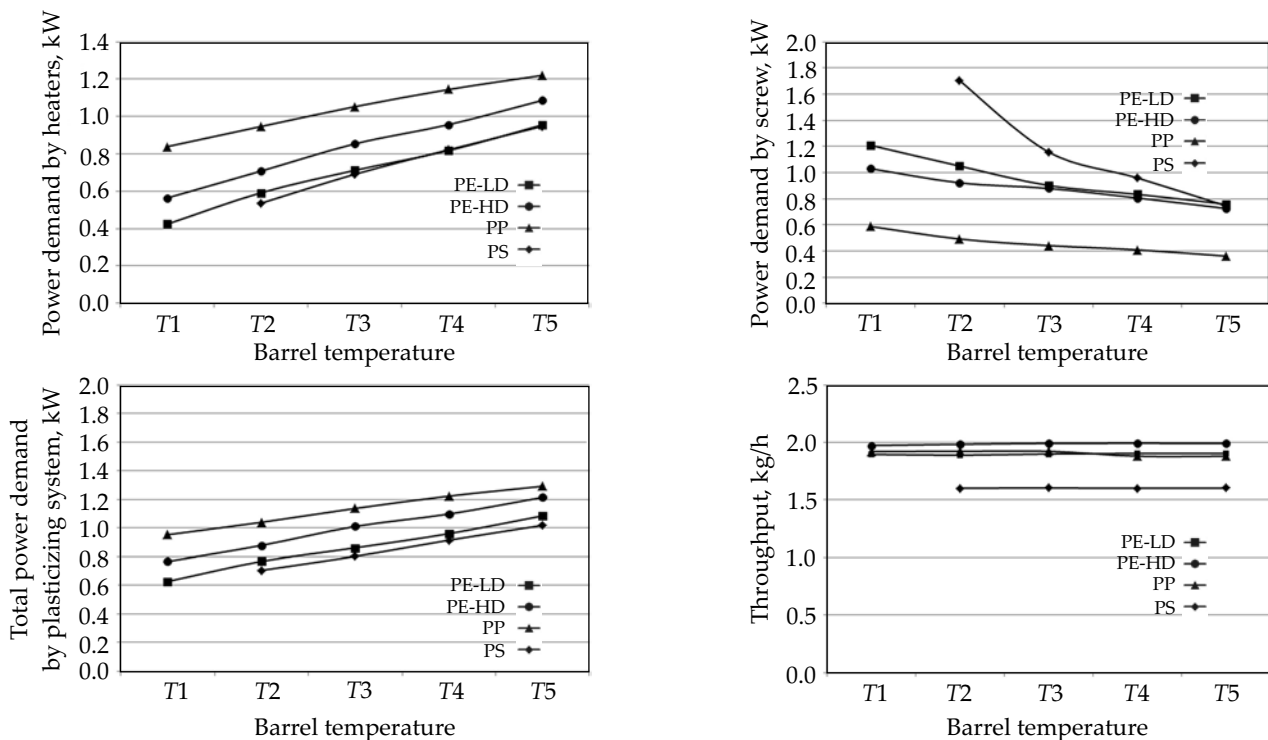 Power demand by heaters, kW
1.4
1.2
1.0
0.8
0.6
0.4
0.2
0.0
PE-LD
PE-HD
PP
PS
T1 T2 T3 T4 T5
Barrel temperature
Power demand by screw, kW
2.0
1.8
1.6
1.4
1.2
1.0
0.8
0.6
0.4
0.2
0.0
PE-LD
PE-HD
PP
PS
T1 T2 T3 T4 T5
Barrel temperature
Total power demand
by plasticizing system, kW
2.0
1.8
1.6
1.4
1.2
1.0
0.8
0.6
0.4
0.2
0.0
PE-LD
PE-HD
PP
PS
T1 T2 T3 T4 T5
Barrel temperature
Throughput, kg/h
2.5
2.0
1.5
1.0
0.5
0.0
PE-LD
PE-HD
PP
PS
T1 T2 T3 T4 T5
Barrel temperature